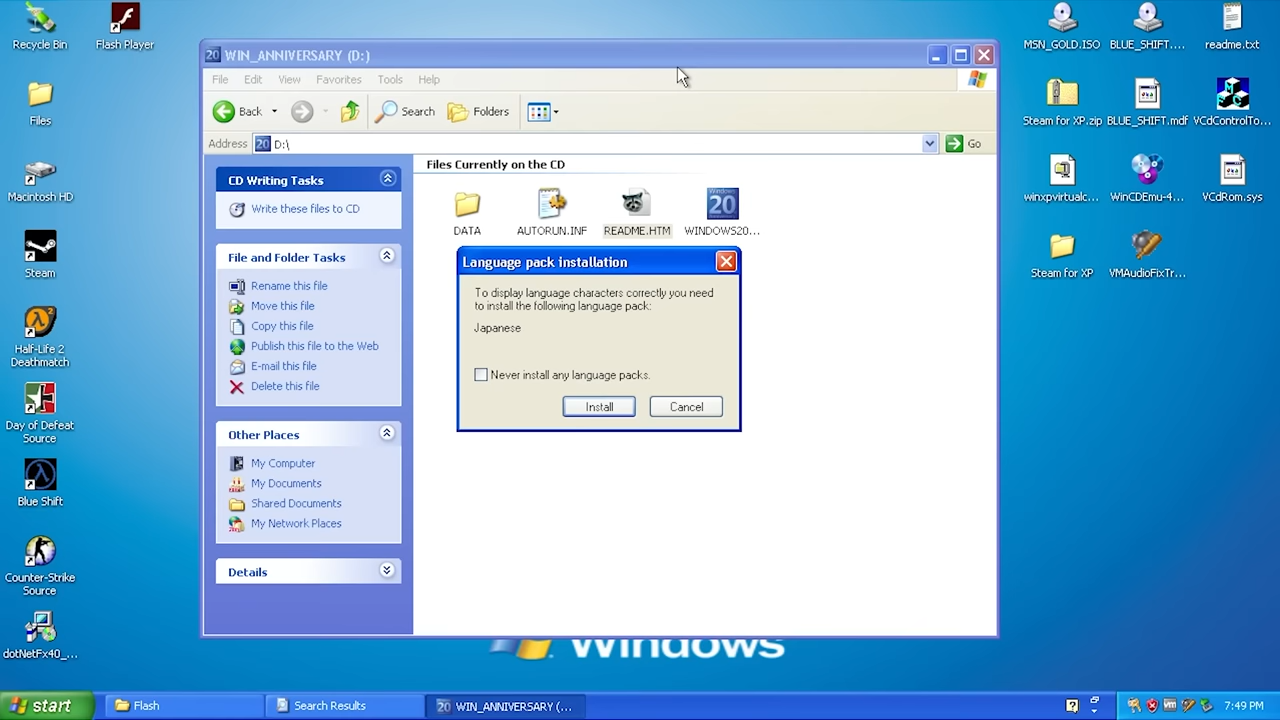 Recycle Bin
Flash Player
MSN_GOLD.ISO
BLUE_SHIFT....
readme.txt
20
WIN_ANNIVERSARY (D:)
File Edit View Favorites Tools Help
Back
Search
Folders
Address
20
D:\
Go
Files
Macintosh HD
Steam
Half-Life 2
Deathmatch
Day of Defeat
Source
Blue Shift
Counter-Strike
Source
dotNetFx40_...
CD Writing Tasks
Write these files to CD
File and Folder Tasks
Rename this file
Move this file
Copy this file
Publish this file to the Web
E-mail this file
Delete this file
Other Places
My Computer
My Documents
Shared Documents
My Network Places
Details
Files Currently on the CD
DATA
AUTORUN.INF
README.HTM
Windows
20
WINDOWS20...
Language pack installation
To display language characters correctly you need
to install the following language pack:
Japanese
Never install any language packs.
Install
Cancel
Steam for XP.zip
BLUE_SHIFT.mdf
VCdControlTo...
winxpvirtualc...
WinCDEmu-4...
VCdRom.sys
Steam for XP
VMAudioFixTr...
Windows
start
Flash
Search Results
20
WIN_ANNIVERSARY (...
7:49 PM